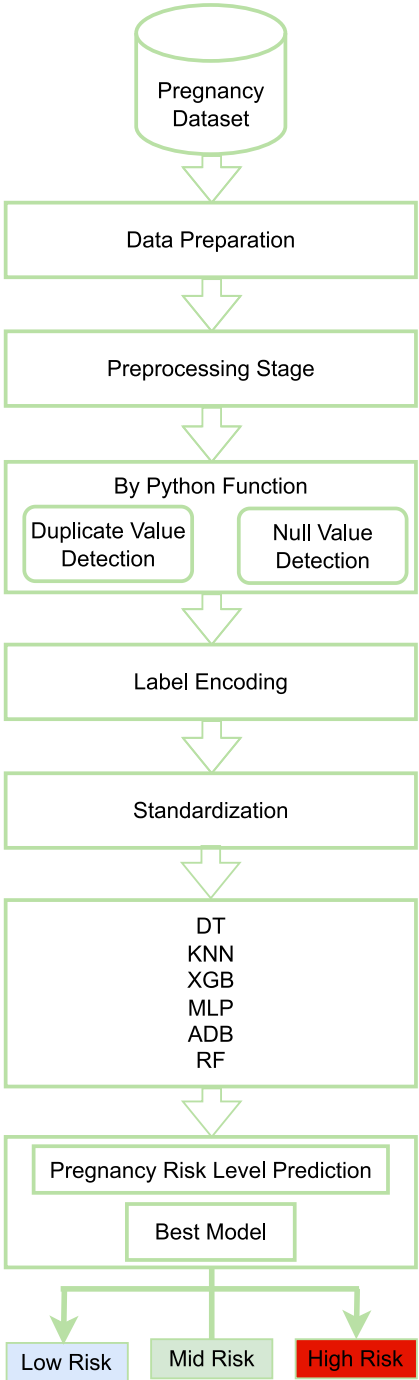 Pregnancy
Dataset
Data Preparation
Preprocessing Stage
By Python Function
Duplicate Value
Detection
Null Value
Detection
Label Encoding
Standardization
DT
KNN
XGB
MLP
ADB
RF
Pregnancy Risk Level Prediction
Best Model
Low Risk
Mid Risk
High Risk